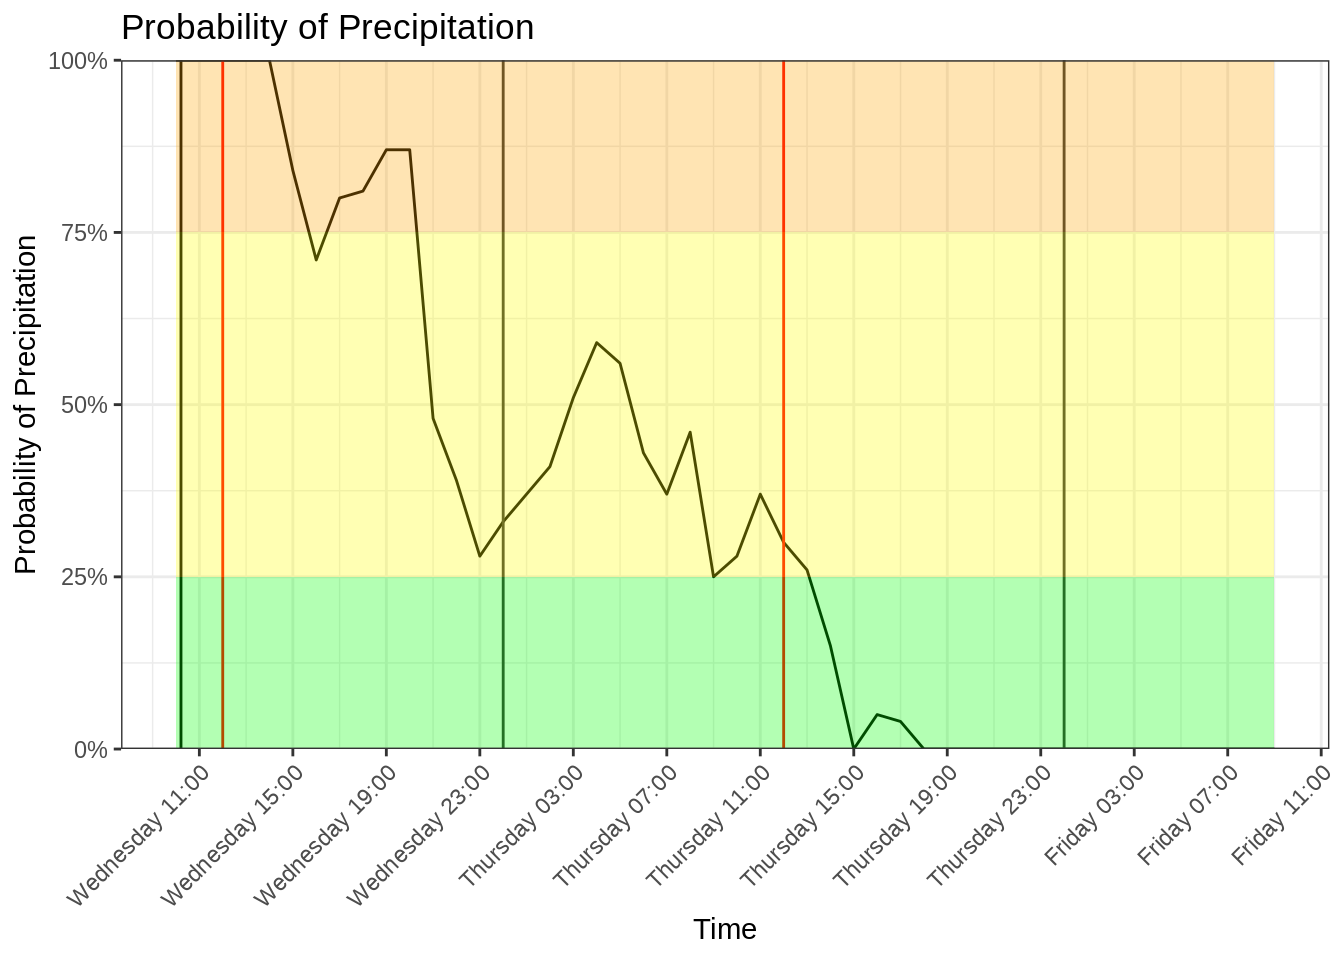 Probability of Precipitation
Probability of Precipitation
100%
75%
50%
25%
0%
Wednesday 11:00
Wednesday 15:00
Wednesday 19:00
Wednesday 23:00
Thursday 03:00
Thursday 07:00
Thursday 11:00
Thursday 15:00
Thursday 19:00
Thursday 23:00
Friday 03:00
Friday 07:00
Friday 11:00
Time